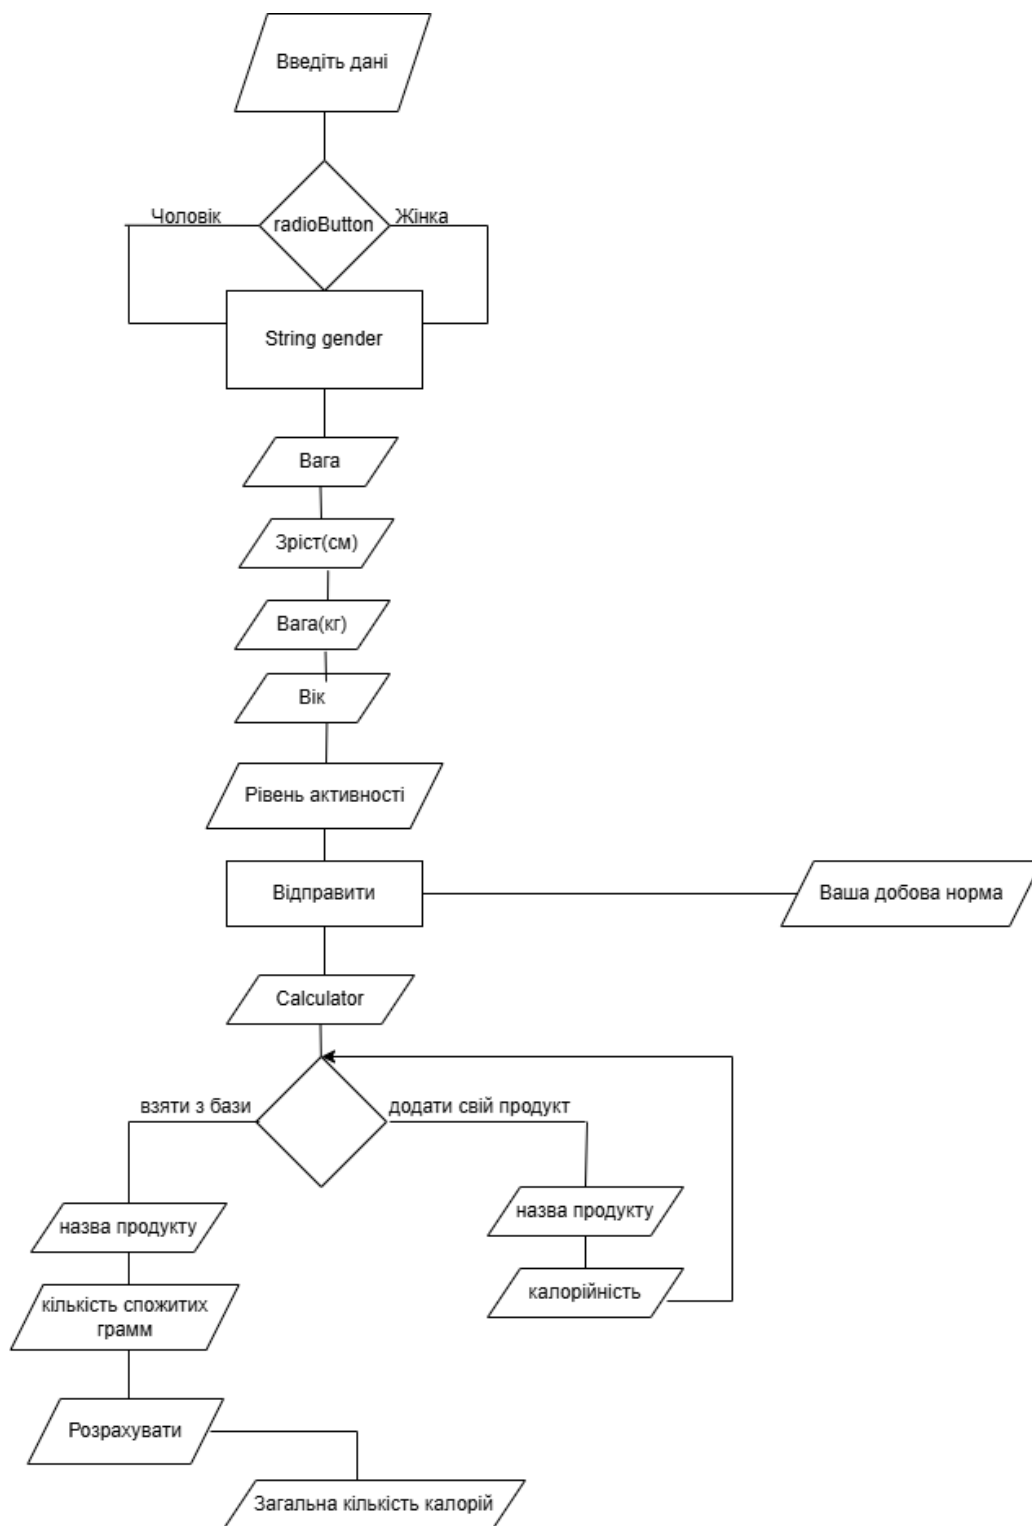 Введіть дані
Чоловік
radioButton
Жінка
String gender
Вага
Зріст(см)
Вага(кг)
Вік
Рівень активності
Відправити
Ваша добова норма
Calculator
взяти з бази
додати свій продукт
назва продукту
кількість спожитих
грамм
Розрахувати
Загальна кількість калорій
назва продукту
калорійність